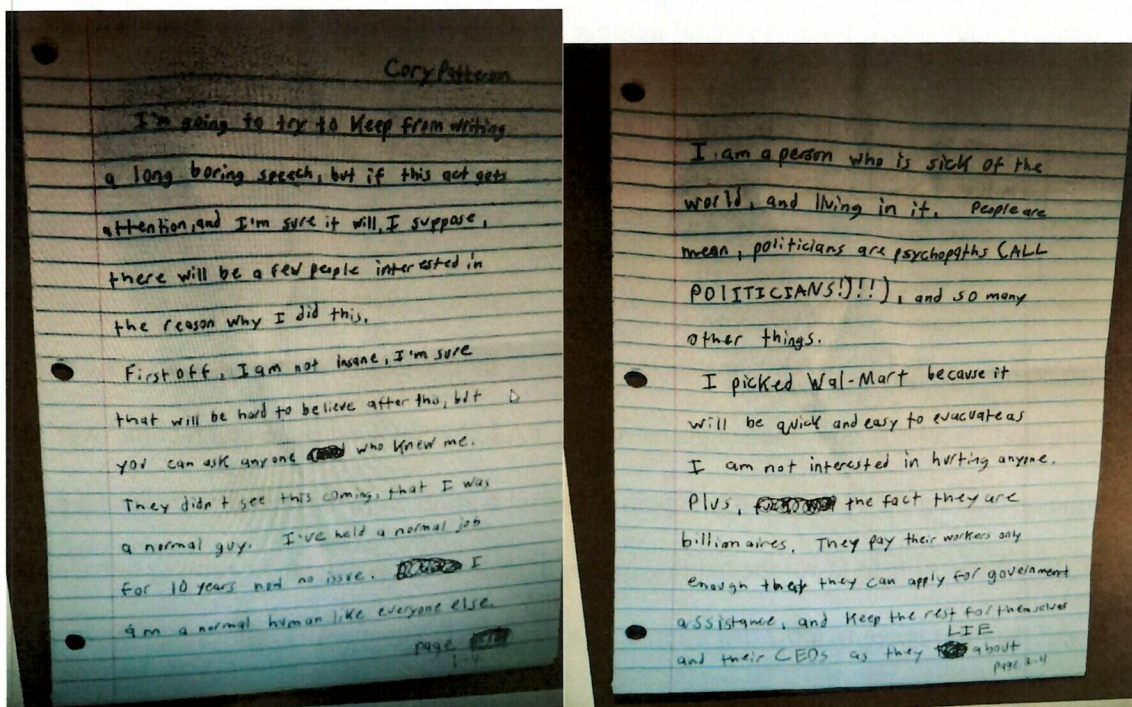 Cory Patterson
I'm going to try to keep from writing
a long boring speech, but if this act gets
attention, and I'm sure it will, I suppose,
there will be a few people interested in
the reason why I did this.
First off, I am not insane, I'm sure
that will be hard to believe after this, but
you can ask anyone who knew me.
They didn't see this coming, that I was
a normal guy. I've held a normal job
for 10 years no issue. I
am a normal human like everyone else.
page 1-4
I am a person who is sick of the
world, and living in it. People are
mean, politicians are psychopaths (ALL
POLITICIANS!)!!), and so many
other things.
I picked Wal-Mart because it
will be quick and easy to evacuate as
I am not interested in hurting anyone.
Plus, the fact they are
billionaires. They pay their workers only
enough that they can apply for government
assistance, and keep the rest for themselves
LIE
and their CEOs as they about
page 2-4